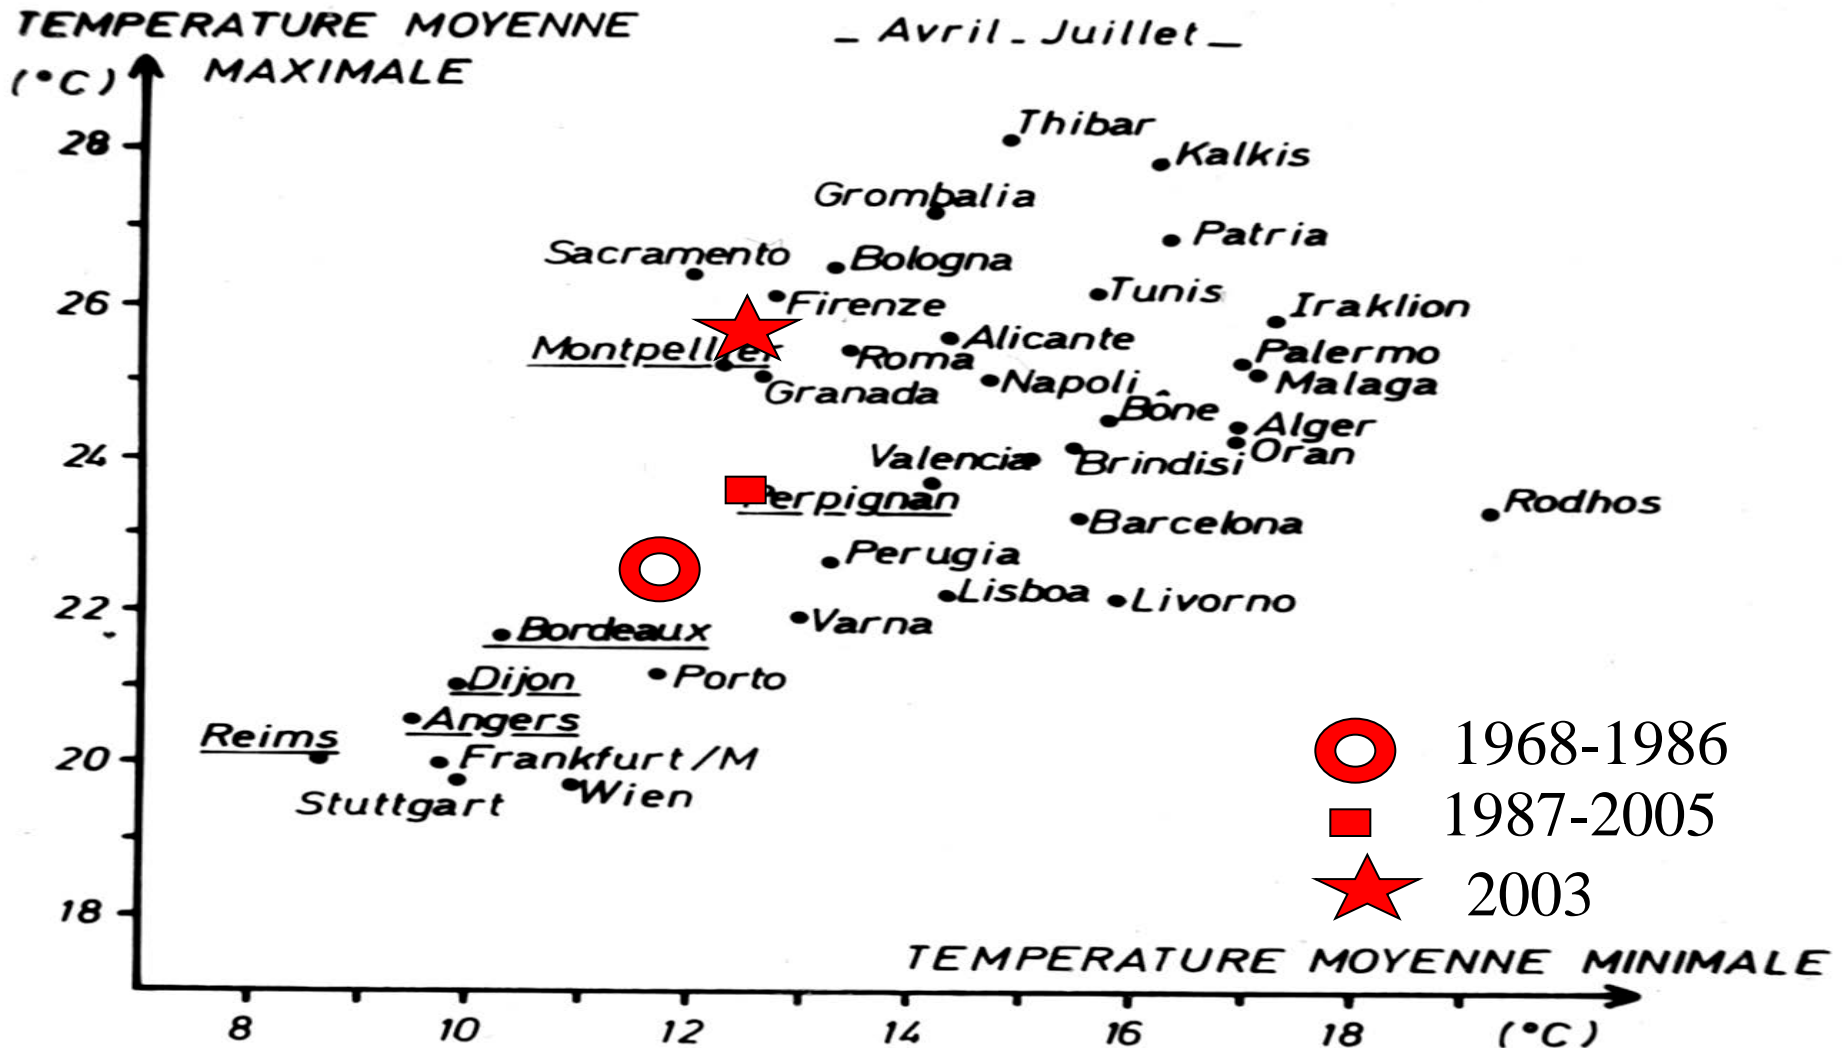 TEMPERATURE MOYENNE
MAXIMALE
(°C)
_ Avril - Juillet _
Thibar
28
Kalkis
Grombalia
Patria
Sacramento
Bologna
Tunis
26
Firenze
Iraklion
Alicante
Montpellier
Roma
Palermo
Napoli
Malaga
Granada
Bône
Alger
24
Valencia
Brindisi
Oran
Perpignan
Rodhos
Barcelona
Perugia
Lisboa
Livorno
22
Varna
Bordeaux
Dijon
Porto
Angers
Reims
20
Frankfurt/M
Stuttgart
Wien
1968-1986
1987-2005
2003
18
TEMPERATURE MOYENNE MINIMALE
8 10 12 14 16 18 (°C)